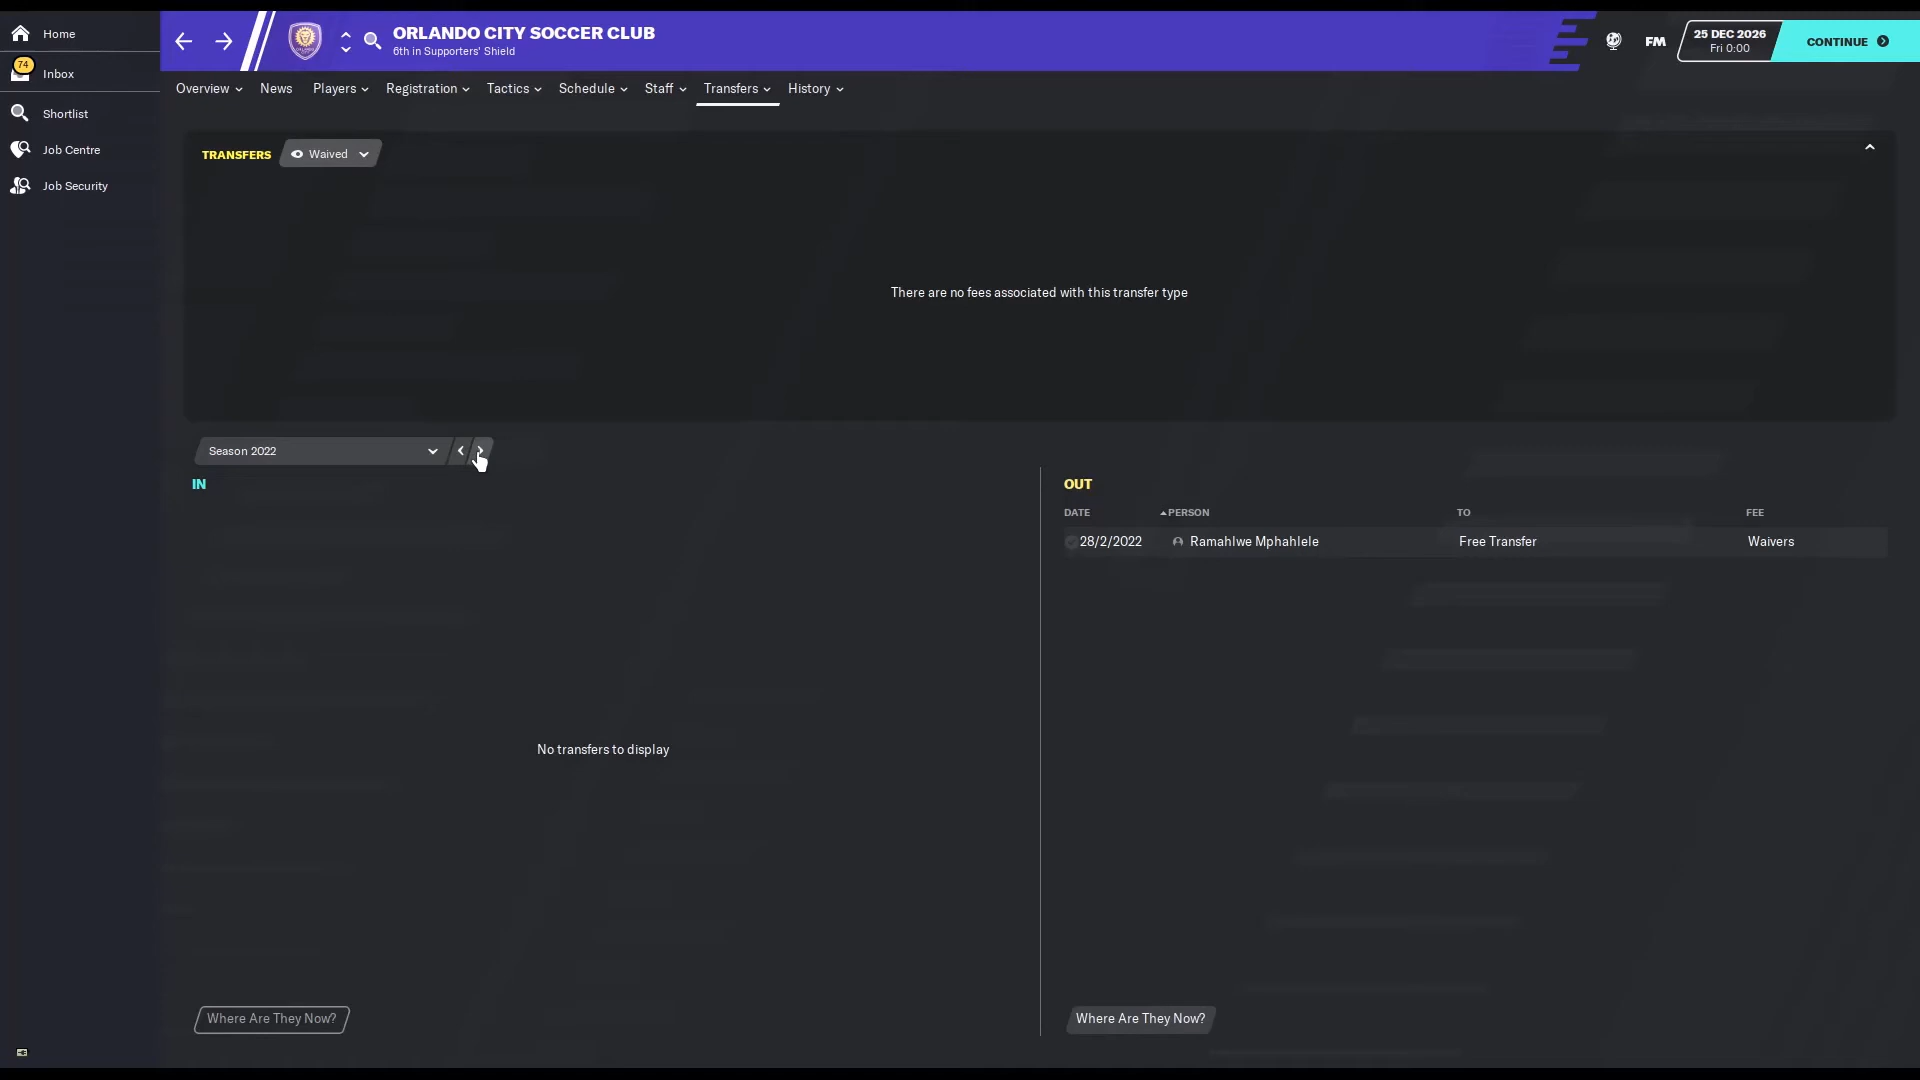 Home
74
Inbox
Shortlist
Job Centre
Job Security
ORLANDO CITY SOCCER CLUB
6th in Supporters' Shield
FM
25 DEC 2026
Fri 0:00
CONTINUE
Overview
News
Players
Registration
Tactics
Schedule
Staff
Transfers
History
TRANSFERS
Waived
There are no fees associated with this transfer type
Season 2022
IN
No transfers to display
Where Are They Now?
OUT
DATE PERSON TO FEE
28/2/2022 Ramahlwe Mphahlele Free Transfer Waivers
Where Are They Now?